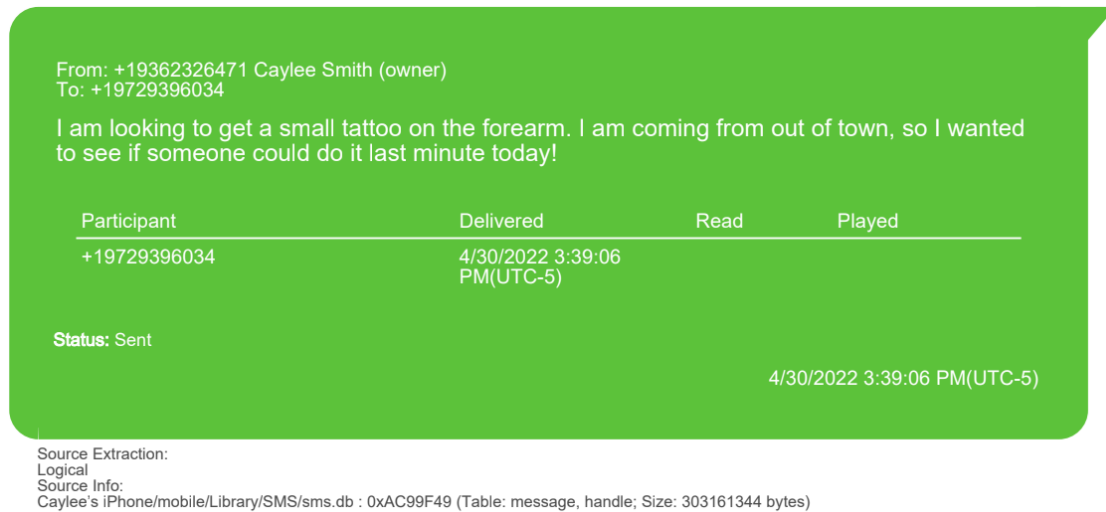 From: +19362326471 Caylee Smith (owner)
To: +19729396034
I am looking to get a small tattoo on the forearm. I am coming from out of town, so I wanted
to see if someone could do it last minute today!
Participant Delivered Read Played
+19729396034 4/30/2022 3:39:06
PM(UTC-5)
Status: Sent
4/30/2022 3:39:06 PM(UTC-5)
Source Extraction:
Logical
Source Info:
Caylee's iPhone/mobile/Library/SMS/sms.db : 0xAC99F49 (Table: message, handle; Size: 303161344 bytes)